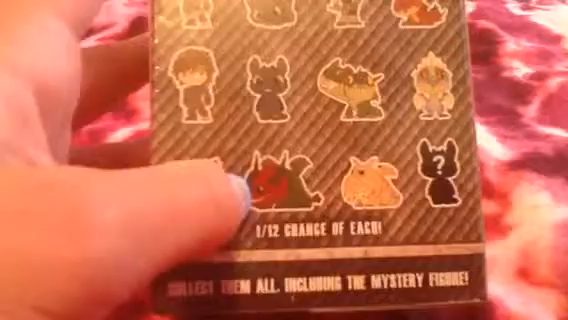 ?
1/12 CHANCE OF EACH!
COLLECT THEM ALL, INCLUDING THE MYSTERY FIGURE!